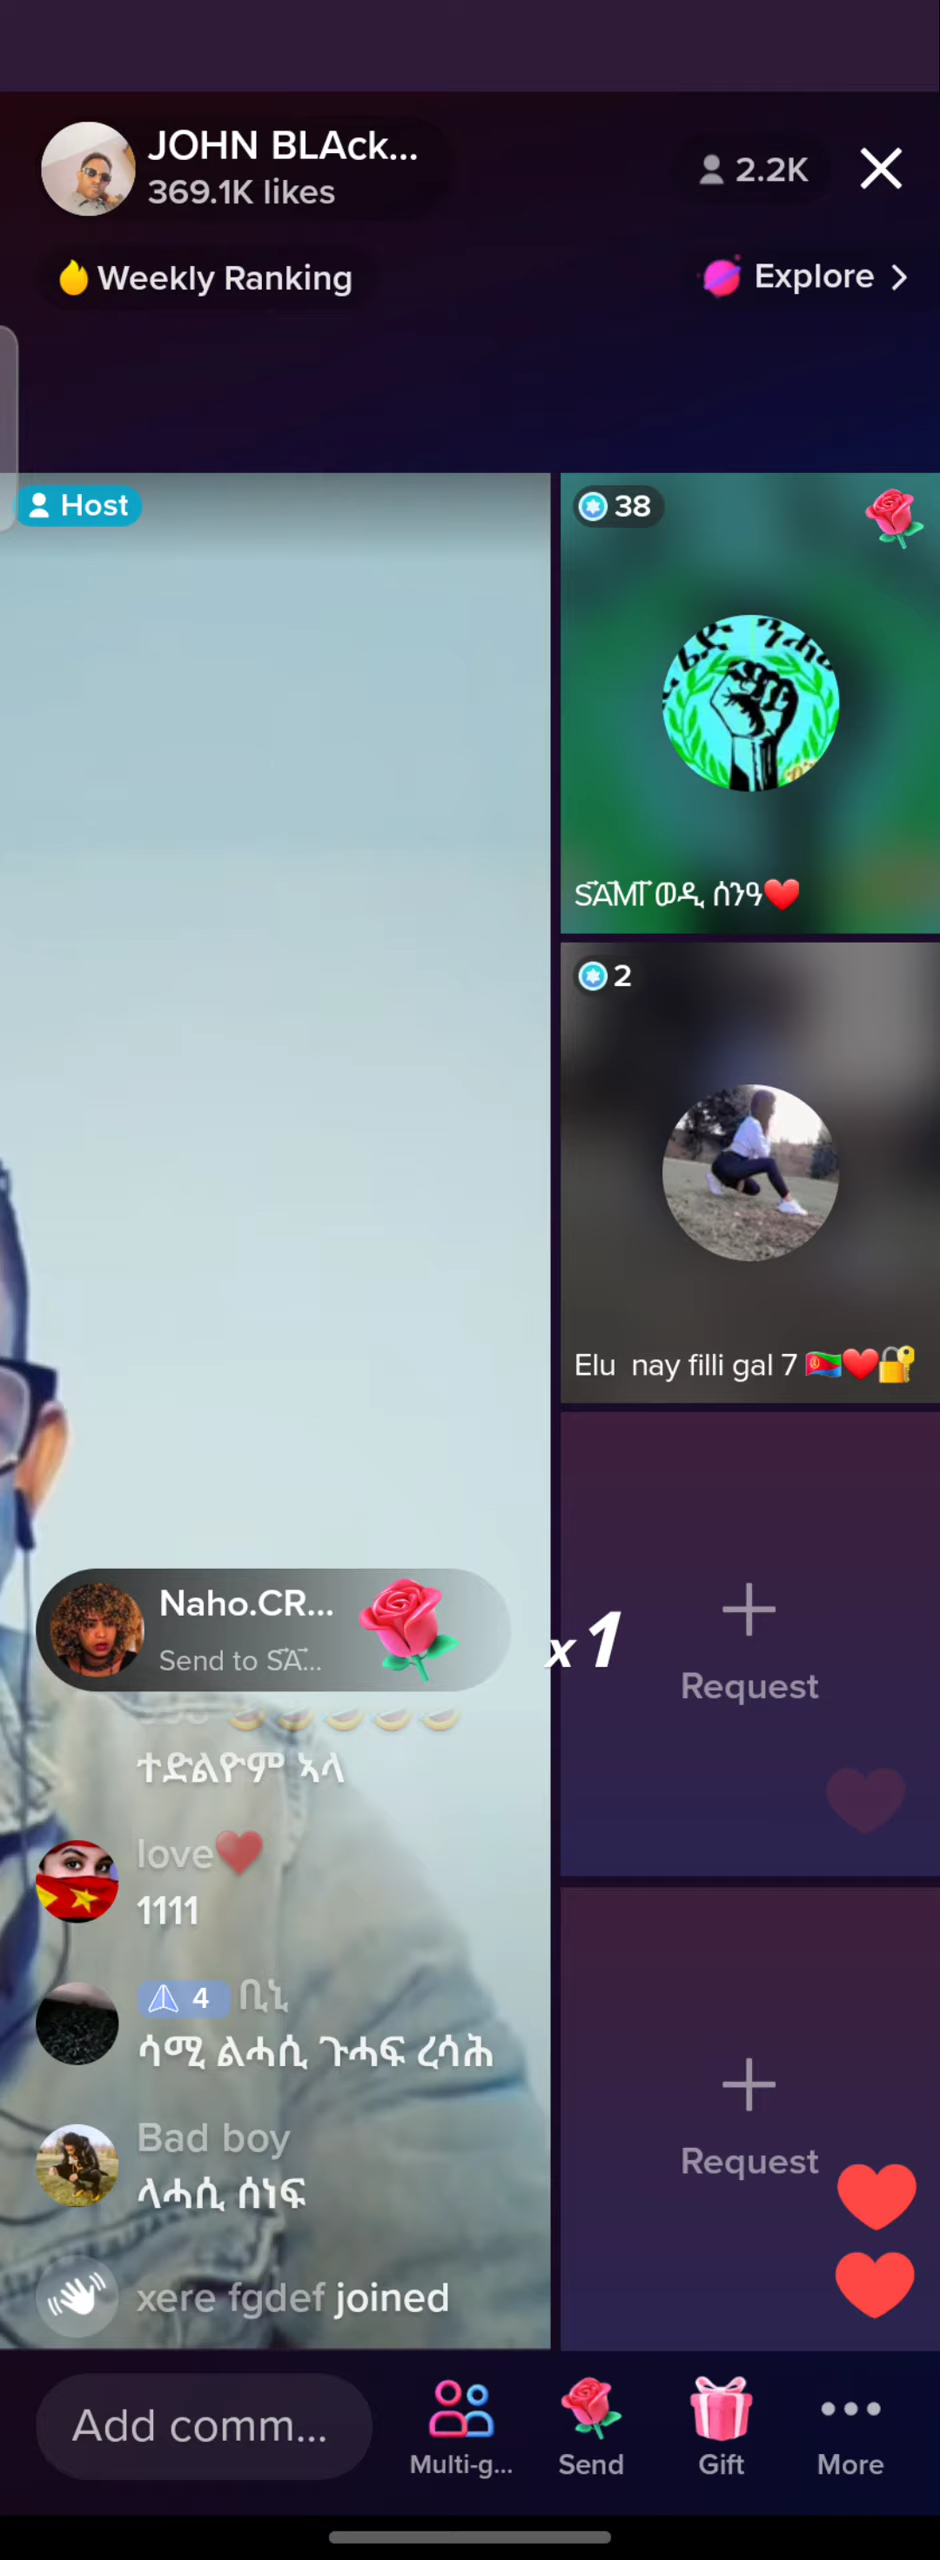 JOHN BLAck...
369.1K likes
2.2K
Weekly Ranking
Explore
Host
38
SAMI ወዲ ሰንዓ❤️
2
Elu nay filli gal 7 🇪🇷❤️🔐
Naho.CR...
Send to SA...
x1
Request
ተድልዮም ኣላ
love❤️
1111
4 ቢኒ
ሳሚ ልሓሲ ጉሓፍ ረሳሕ
Bad boy
ላሓሲ ሰነፍ
Request
xere fgdef joined
Add comm...
Multi-g...
Send
Gift
More